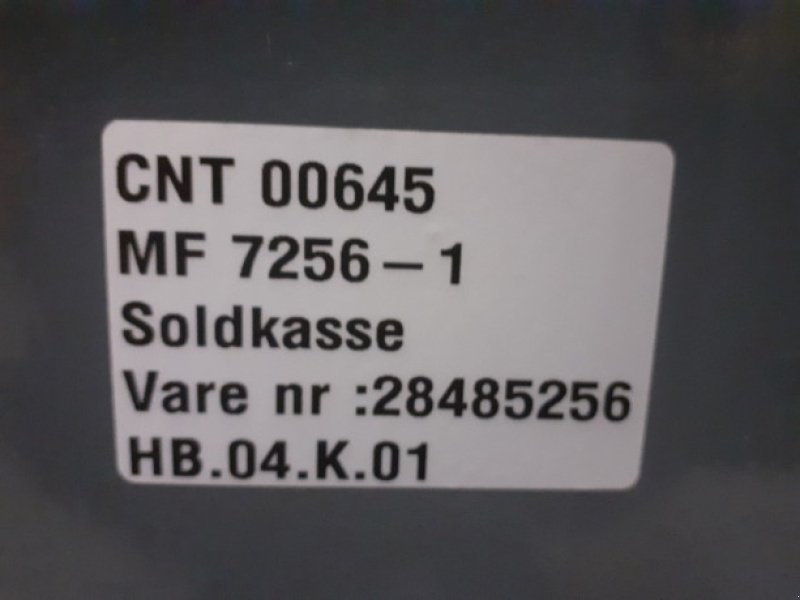 CNT 00645
MF 7256-1
Soldkasse
Vare nr :28485256
HB.04.K.01